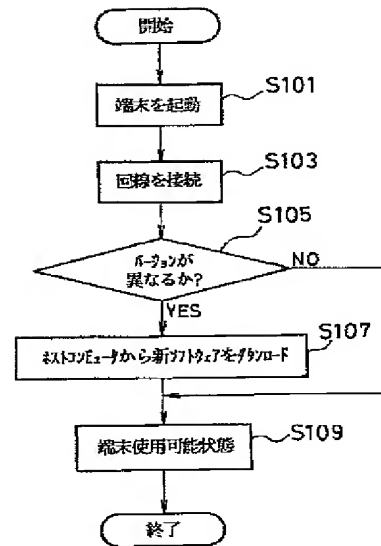 開始
S101
端末を起動
S103
回線を接続
S105
バージョンが
異なるか?
NO
YES
S107
ホストコンピュータから新ソフトウェアをダウンロード
S109
端末使用可能状態
終了